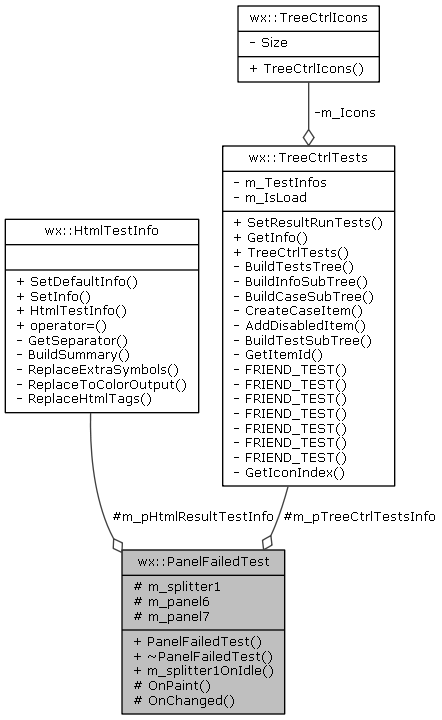 wx::TreeCtrlIcons
- Size
+ TreeCtrlIcons()
-m_Icons
wx::TreeCtrlTests
- m_TestInfos
- m_IsLoad
+ SetResultRunTests()
+ GetInfo()
+ TreeCtrlTests()
- BuildTestsTree()
- BuildInfoSubTree()
- BuildCaseSubTree()
- CreateCaseItem()
- AddDisabledItem()
- BuildTestSubTree()
- GetItemId()
- FRIEND_TEST()
- FRIEND_TEST()
- FRIEND_TEST()
- FRIEND_TEST()
- FRIEND_TEST()
- FRIEND_TEST()
- FRIEND_TEST()
- GetIconIndex()
wx::HtmlTestInfo
+ SetDefaultInfo()
+ SetInfo()
+ HtmlTestInfo()
+ operator=()
- GetSeparator()
- BuildSummary()
- ReplaceExtraSymbols()
- ReplaceToColorOutput()
- ReplaceHtmlTags()
#m_pHtmlResultTestInfo
#m_pTreeCtrlTestsInfo
wx::PanelFailedTest
# m_splitter1
# m_panel6
# m_panel7
+ PanelFailedTest()
+ ~PanelFailedTest()
+ m_splitter1OnIdle()
# OnPaint()
# OnChanged()